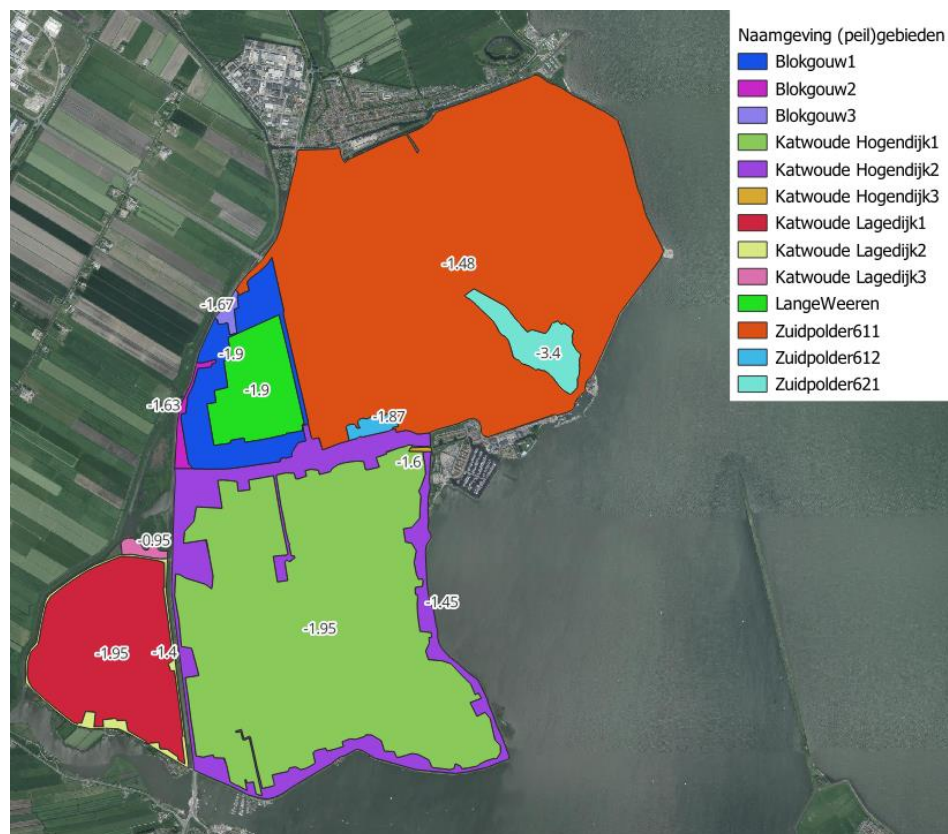 Naamgeving (peil)gebieden
Blokgouw1
Blokgouw2
Blokgouw3
Katwoude Hogendijk1
Katwoude Hogendijk2
Katwoude Hogendijk3
Katwoude Lagedijk1
Katwoude Lagedijk2
Katwoude Lagedijk3
LangeWeeren
Zuidpolder611
Zuidpolder612
Zuidpolder621
-1.48
-1.67
-1.9
-3.4
-1.9
-1.63
-1.87
-1.6
-0.95
-1.45
-1.95
-1.95
-1.4